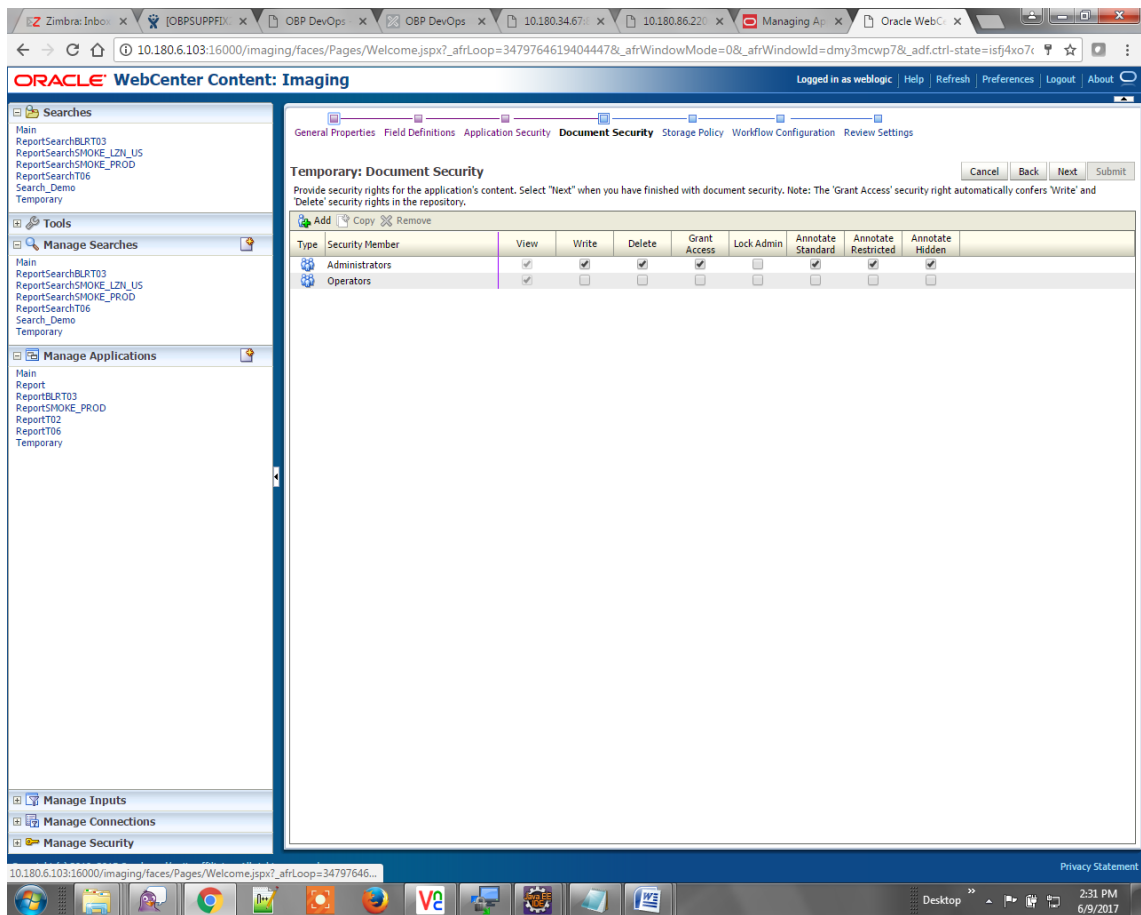 Zimbra: Inbo
[OBPSUPPFIX
OBP DevOps
OBP DevOps
10.180.34.67:
10.180.86.220
Managing Ap
Oracle WebCe
10.180.6.103:16000/imaging/faces/Pages/Welcome.jspx?_afrLoop=34797646194044478&_afrWindowMode=0&_afrWindowId=dmy3mcwp7&_adf.ctrl-state=isfj4xo7c
ORACLE WebCenter Content: Imaging
Logged in as weblogic Help Refresh Preferences Logout About
Searches
Main
ReportSearchBLRT03
ReportSearchSMOKE_LZN_US
ReportSearchSMOKE_PROD
ReportSearchT06
Search_Demo
Temporary
Tools
Manage Searches
Main
ReportSearchBLRT03
ReportSearchSMOKE_LZN_US
ReportSearchSMOKE_PROD
ReportSearchT06
Search_Demo
Temporary
Manage Applications
Main
Report
ReportBLRT03
ReportSMOKE_PROD
ReportT02
ReportT06
Temporary
Manage Inputs
Manage Connections
Manage Security
General Properties Field Definitions Application Security Document Security Storage Policy Workflow Configuration Review Settings
Temporary: Document Security
Cancel Back Next Submit
Provide security rights for the application's content. Select "Next" when you have finished with document security. Note: The 'Grant Access' security right automatically confers 'Write' and
'Delete' security rights in the repository.
Add Copy Remove
Type Security Member View Write Delete Grant Access Lock Admin Annotate Standard Annotate Restricted Annotate Hidden
Administrators
Operators
Privacy Statement
10.180.6.103:16000/imaging/faces/Pages/Welcome.jspx?_afrLoop=34797646...
Desktop
2:31 PM
6/9/2017